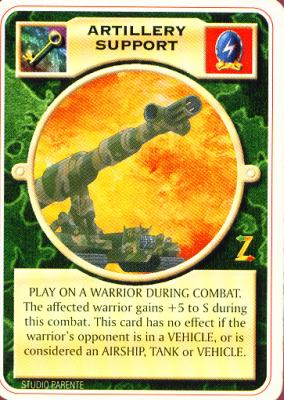 ARTILLERY
SUPPORT
Z.
PLAY ON A WARRIOR DURING COMBAT.
The affected warrior gains +5 to S during
this combat. This card has no effect if the
warrior's opponent is in a VEHICLE, or is
considered an AIRSHIP, TANK or VEHICLE.
STUDIO PARENTE